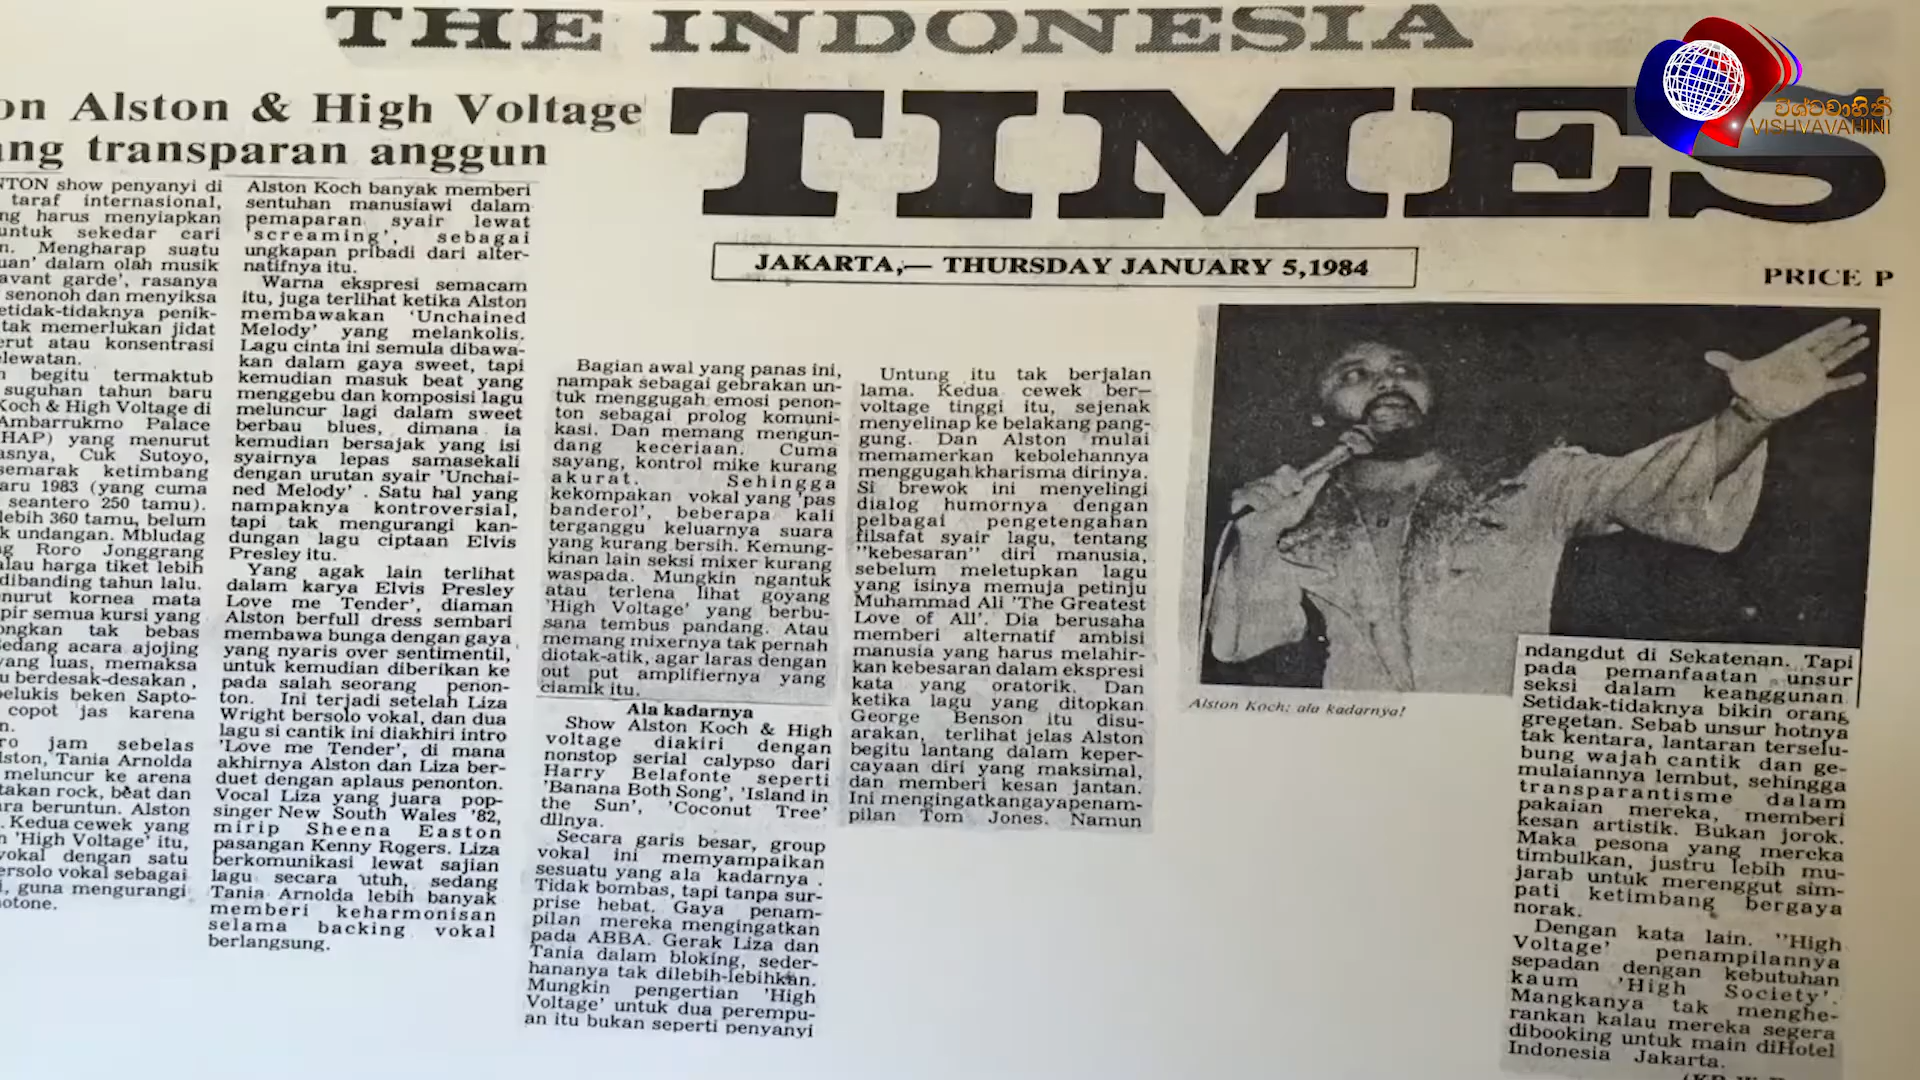 THE INDONESIA
TIMES
විශ්වවාහිනී
VISHVAVAHINI
JAKARTA,— THURSDAY JANUARY 5,1984
PRICE P
on Alston & High Voltage
ang transparan anggun
NTON show penyanyi di
taraf internasional,
ng harus menyiapkan
untuk sekedar cari
n. Mengharap suatu
uan' dalam olah musik
avant garde', rasanya
senonoh dan menyiksa
etidak-tidaknya penik-
tak memerlukan jidat
erut atau konsentrasi
elewatan.
n begitu termaktub
suguhan tahun baru
Koch & High Voltage di
Ambarrukmo Palace
HAP) yang menurut
asnya, Cuk Sutoyo,
semarak ketimbang
aru 1983 (yang cuma
seantero 250 tamu).
lebih 360 tamu, belum
k undangan. Mbludag
g Roro Jonggrang
alau harga tiket lebih
dibanding tahun lalu.
nurut kornea mata
pir semua kursi yang
ongkan tak bebas
Sedang acara ajojing
yang luas, memaksa
u berdesak-desakan,
pelukis beken Sapto-
copot jas karena
n.
ro jam sebelas
lston, Tania Arnolda
meluncur ke arena
takan rock, beat dan
ara beruntun. Alston
. Kedua cewek yang
n 'High Voltage' itu,
vokal dengan satu
ersolo vokal sebagai
i, guna mengurangi
otone.
Alston Koch banyak memberi
sentuhan manusiawi dalam
pemaparan syair lewat
'screaming', sebagai
ungkapan pribadi dari alter-
natifnya itu.
Warna ekspresi semacam
itu, juga terlihat ketika Alston
membawakan 'Unchained
Melody' yang melankolis.
Lagu cinta ini semula dibawa-
kan dalam gaya sweet, tapi
kemudian masuk beat yang
menggebu dan komposisi lagu
meluncur lagi dalam sweet
berbau blues, dimana ia
kemudian bersajak yang isi
syairnya lepas samasekali
dengan urutan syair 'Unchai-
ned Melody' . Satu hal yang
nampaknya kontroversial,
tapi tak mengurangi kan-
dungan lagu ciptaan Elvis
Presley itu.
Yang agak lain terlihat
dalam karya Elvis Presley
Love me Tender', diaman
Alston berfull dress sembari
membawa bunga dengan gaya
yang nyaris over sentimentil,
untuk kemudian diberikan ke
pada salah seorang penon-
ton. Ini terjadi setelah Liza
Wright bersolo vokal, dan dua
lagu si cantik ini diakhiri intro
'Love me Tender', di mana
akhirnya Alston dan Liza ber-
duet dengan aplaus penonton.
Vocal Liza yang juara pop-
singer New South Wales '82,
mirip Sheena Easton
pasangan Kenny Rogers. Liza
berkomunikasi lewat sajian
lagu secara utuh, sedang
Tania Arnolda lebih banyak
memberi keharmonisan
selama backing vokal
berlangsung.
Bagian awal yang panas ini,
nampak sebagai gebrakan un-
tuk menggugah emosi penon-
ton sebagai prolog komuni-
kasi. Dan memang mengun-
dang keceriaan. Cuma
sayang, kontrol mike kurang
akurat. Sehingga
kekompakan vokal yang 'pas
banderol', beberapa kali
terganggu keluarnya suara
yang kurang bersih. Kemung-
kinan lain seksi mixer kurang
waspada. Mungkin ngantuk
atau terlena lihat goyang
'High Voltage' yang berbu-
sana tembus pandang. Atau
memang mixernya tak pernah
diotak-atik, agar laras dengan
out put amplifiernya yang
ciamik itu.
Ala kadarnya
Show Alston Koch & High
voltage diakiri dengan
nonstop serial calypso dari
Harry Belafonte seperti
'Banana Both Song', 'Island in
the Sun', 'Coconut Tree'
dllnya.
Secara garis besar, group
vokal ini memyampaikan
sesuatu yang ala kadarnya .
Tidak bombas, tapi tanpa sur-
prise hebat. Gaya penam-
pilan mereka mengingatkan
pada ABBA. Gerak Liza dan
Tania dalam bloking, seder-
hananya tak dilebih-lebihkan.
Mungkin pengertian 'High
Voltage' untuk dua perempu-
an itu bukan seperti penyanyi
Untung itu tak berjalan
lama. Kedua cewek ber—
voltage tinggi itu, sejenak
menyelinap ke belakang pang-
gung. Dan Alston mulai
memamerkan kebolehannya
menggugah kharisma dirinya.
Si brewok ini menyelingi
dialog humornya dengan
pelbagai pengetengahan
filsafat syair lagu, tentang
"kebesaran" diri manusia,
sebelum meletupkan lagu
yang isinya memuja petinju
Muhammad Ali 'The Greatest
Love of All'. Dia berusaha
memberi alternatif ambisi
manusia yang harus melahir-
kan kebesaran dalam ekspresi
kata yang oratorik. Dan
ketika lagu yang ditopkan
George Benson itu disu-
arakan, terlihat jelas Alston
begitu lantang dalam keper-
cayaan diri yang maksimal,
dan memberi kesan jantan.
Ini mengingatkangayapenam-
pilan Tom Jones. Namun
Alston Koch: ala kadarnya!
ndangdut di Sekatenan. Tapi
pada pemanfaatan unsur
seksi dalam keanggunan
Setidak-tidaknya bikin orang
gregetan. Sebab unsur hotnya
tak kentara, lantaran terselu-
bung wajah cantik dan ge-
mulaiannya lembut, sehingga
transparantisme dalam
pakaian mereka, memberi
kesan artistik. Bukan jorok.
Maka pesona yang mereka
timbulkan, justru lebih mu-
jarab untuk merenggut sim-
pati ketimbang bergaya
norak.
Dengan kata lain. "High
Voltage' penampilannya
sepadan dengan kebutuhan
kaum 'High Society'.
Mangkanya tak menghe-
rankan kalau mereka segera
dibooking untuk main diHotel
Indonesia Jakarta.